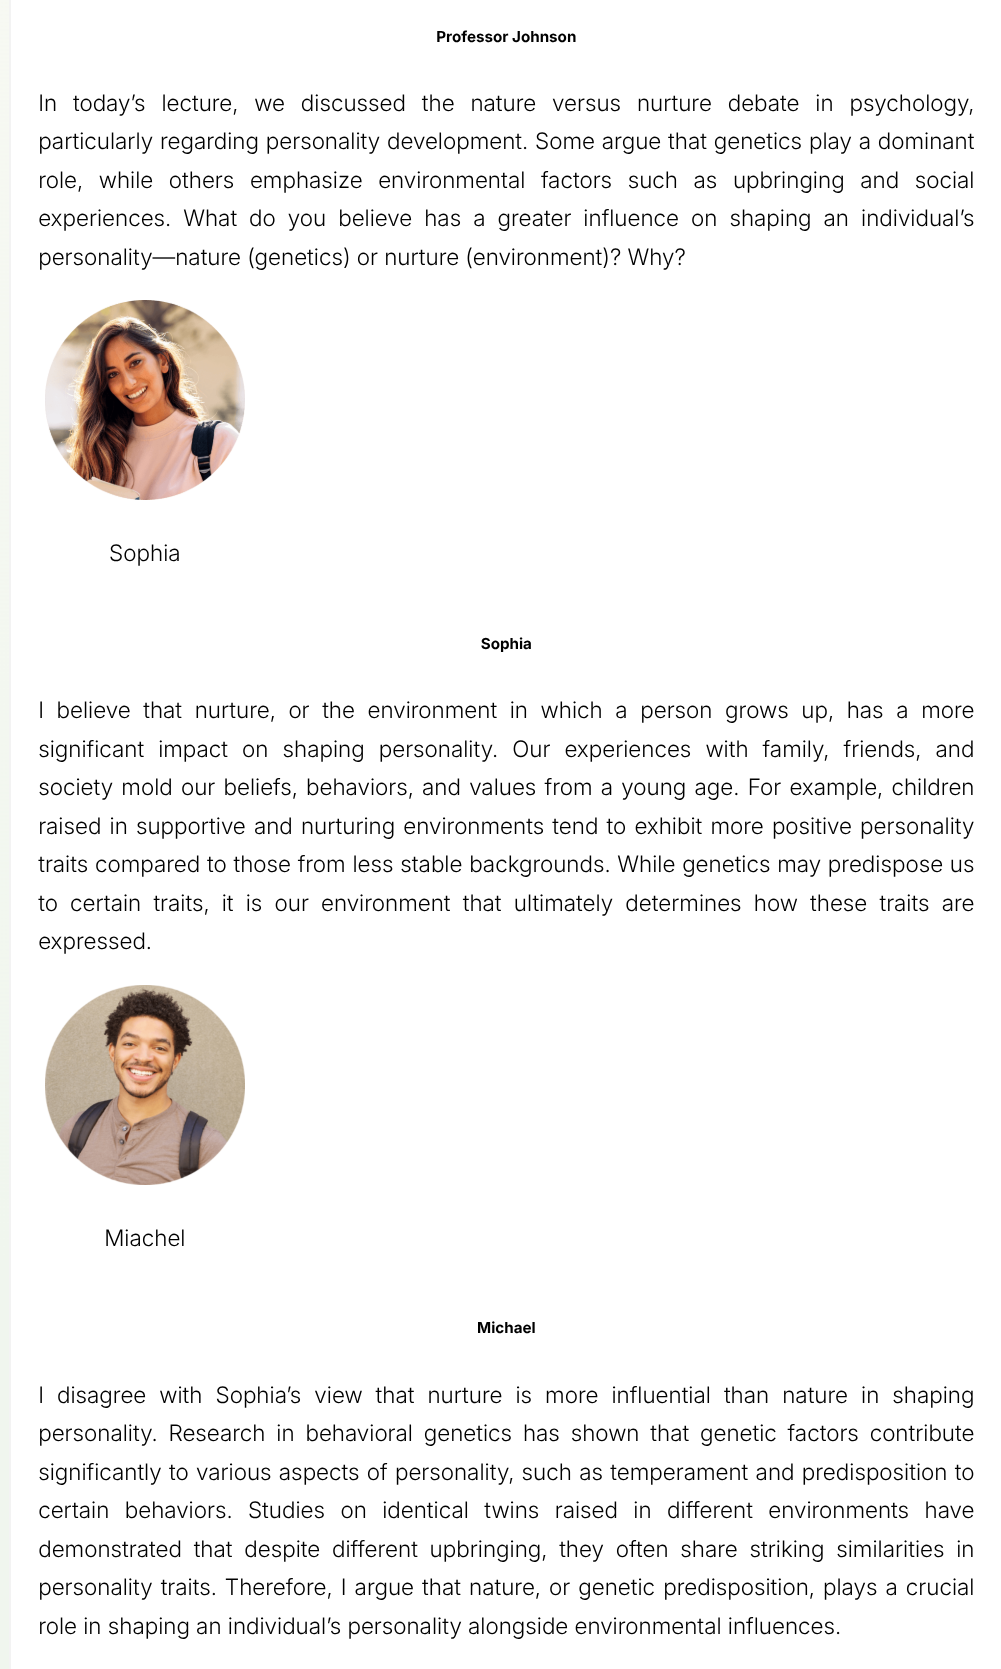 Professor Johnson
In today’s lecture, we discussed the nature versus nurture debate in psychology,
particularly regarding personality development. Some argue that genetics play a dominant
role, while others emphasize environmental factors such as upbringing and social
experiences. What do you believe has a greater influence on shaping an individual’s
personality—nature (genetics) or nurture (environment)? Why?
Sophia
Sophia
I believe that nurture, or the environment in which a person grows up, has a more
significant impact on shaping personality. Our experiences with family, friends, and
society mold our beliefs, behaviors, and values from a young age. For example, children
raised in supportive and nurturing environments tend to exhibit more positive personality
traits compared to those from less stable backgrounds. While genetics may predispose us
to certain traits, it is our environment that ultimately determines how these traits are
expressed.
Miachel
Michael
I disagree with Sophia’s view that nurture is more influential than nature in shaping
personality. Research in behavioral genetics has shown that genetic factors contribute
significantly to various aspects of personality, such as temperament and predisposition to
certain behaviors. Studies on identical twins raised in different environments have
demonstrated that despite different upbringing, they often share striking similarities in
personality traits. Therefore, I argue that nature, or genetic predisposition, plays a crucial
role in shaping an individual’s personality alongside environmental influences.